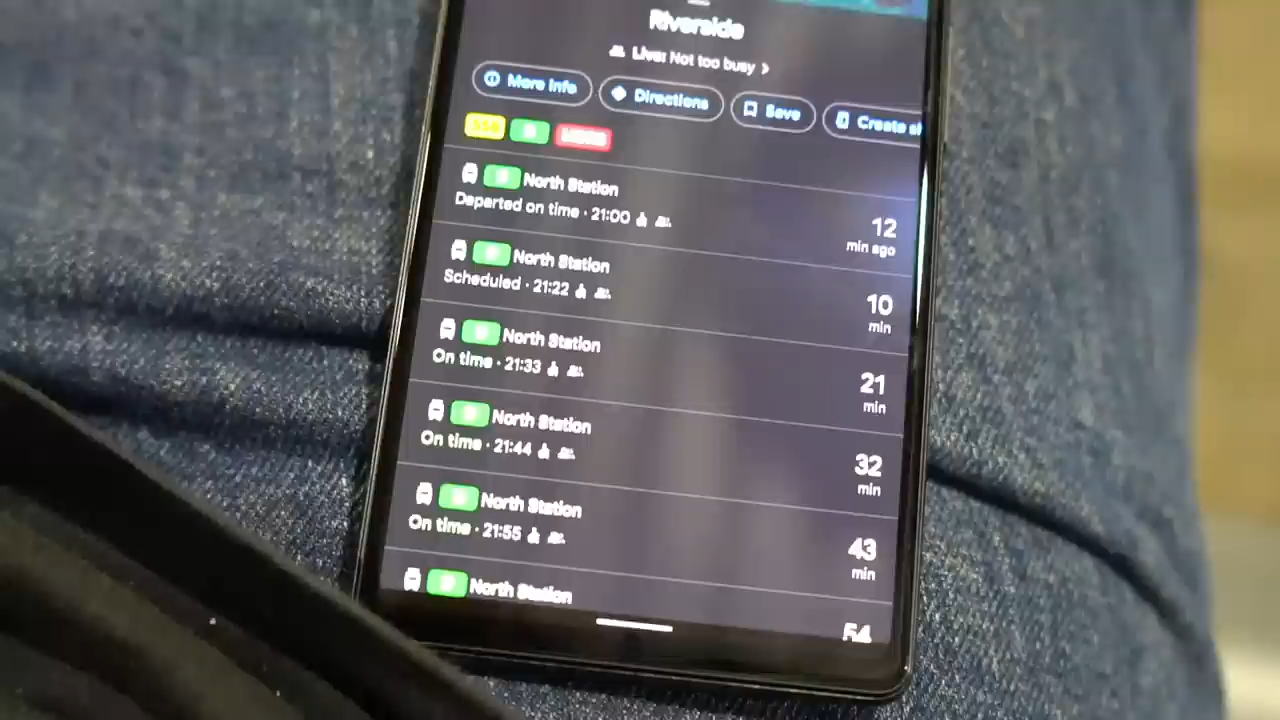 Riverside
Live: Not too busy
More info Directions Save Create sh
North Station
Departed on time · 21:00
12
min ago
North Station
Scheduled · 21:22
10
min
North Station
On time · 21:33
21
min
North Station
On time · 21:44
32
min
North Station
On time · 21:55
43
min
North Station
54